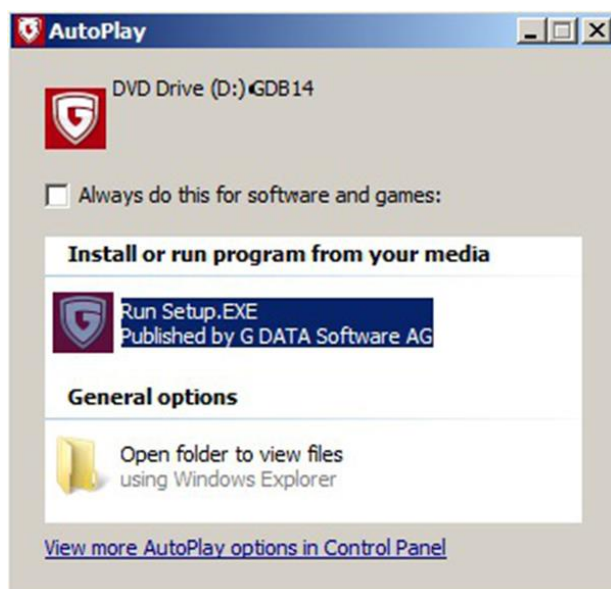 AutoPlay
DVD Drive (D:) GDB14
Always do this for software and games:
Install or run program from your media
Run Setup.EXE
Published by G DATA Software AG
General options
Open folder to view files
using Windows Explorer
View more AutoPlay options in Control Panel